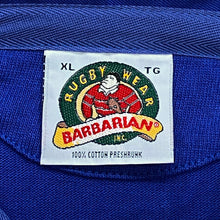 XL TG
RUGBY WEAR
BARBARIAN®
INC.
100% COTTON PRESHRUNK